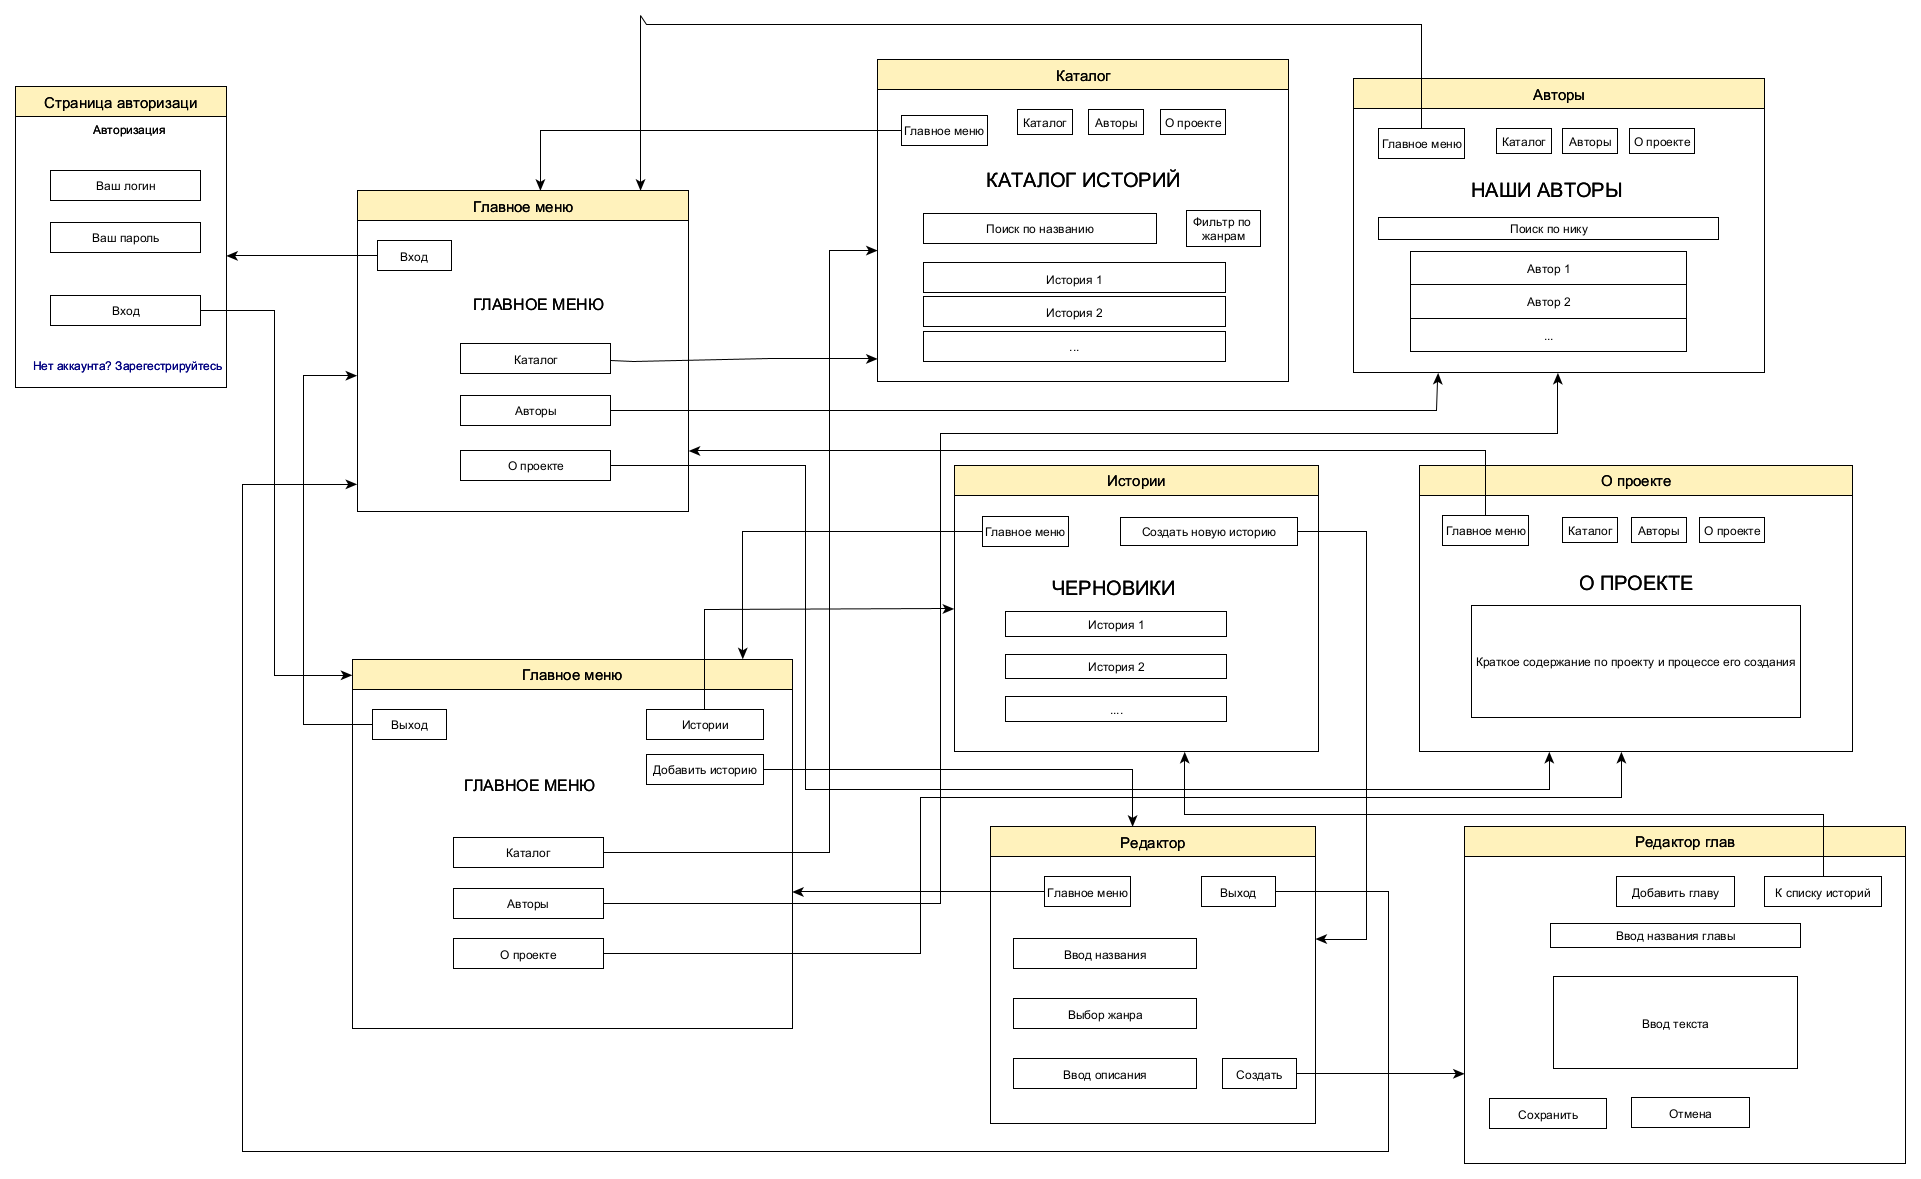 Страница авторизаци
Авторизация
Ваш логин
Ваш пароль
Вход
Нет аккаунта? Зарегестрируйтесь
Главное меню
Вход
ГЛАВНОЕ МЕНЮ
Каталог
Авторы
О проекте
Каталог
Главное меню
Каталог
Авторы
О проекте
КАТАЛОГ ИСТОРИЙ
Поиск по названию
Фильтр по
жанрам
История 1
История 2
...
Авторы
Главное меню
Каталог
Авторы
О проекте
НАШИ АВТОРЫ
Поиск по нику
Автор 1
Автор 2
...
Истории
Главное меню
Создать новую историю
ЧЕРНОВИКИ
История 1
История 2
....
О проекте
Главное меню
Каталог
Авторы
О проекте
О ПРОЕКТЕ
Краткое содержание по проекту и процессе его создания
Главное меню
Выход
Истории
Добавить историю
ГЛАВНОЕ МЕНЮ
Каталог
Авторы
О проекте
Редактор
Главное меню
Выход
Ввод названия
Выбор жанра
Ввод описания
Создать
Редактор глав
Добавить главу
К списку историй
Ввод названия главы
Ввод текста
Сохранить
Отмена